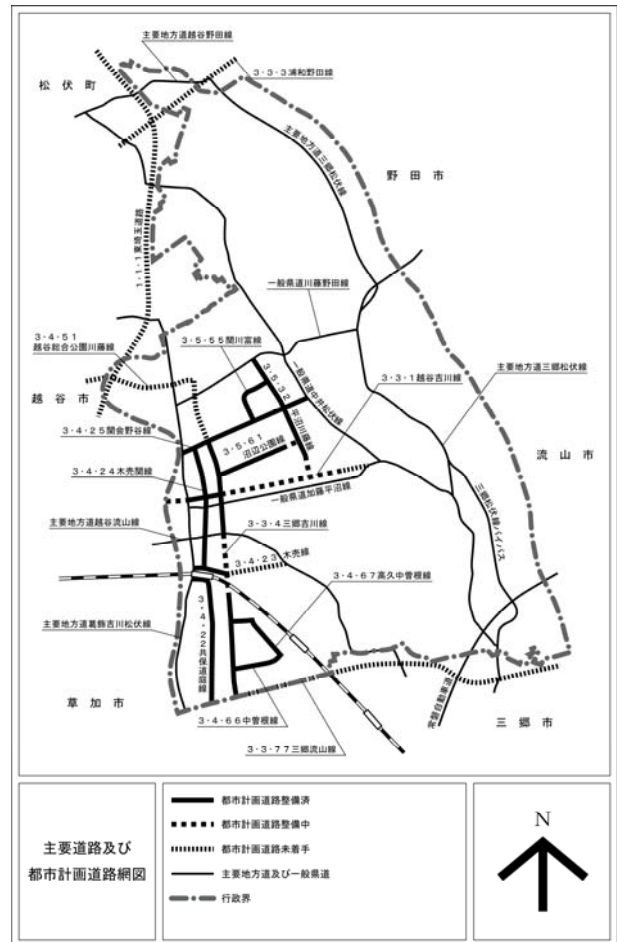 主要地方道越谷野田線
3・3・3浦和野田線
松伏町
主要地方道三郷松伏線
野田市
1・1・1東埼玉道路
一般県道川藤野田線
3・4・51
越谷総合公園川藤線
3・5・55関川富線
主要地方道三郷松伏線
一般県道中井松伏線
3・5・32
平沼川藤線
3・3・1越谷吉川線
越谷市
3・4・25関会野谷線
3・5・61
沼辺公園線
流山市
3・4・24木売関線
一般県道加藤平沼線
三郷松伏線バイパス
主要地方道越谷流山線
3・3・4三郷吉川線
3・4・23木売線
3・4・67高久中曽根線
主要地方道葛飾吉川松伏線
3・4・22共保道庭線
草加市
3・4・66中曽根線
常磐自動車道
三郷市
3・3・77三郷流山線
主要道路及び
都市計画道路網図
都市計画道路整備済
都市計画道路整備中
都市計画道路未着手
主要地方道及び一般県道
行政界
N